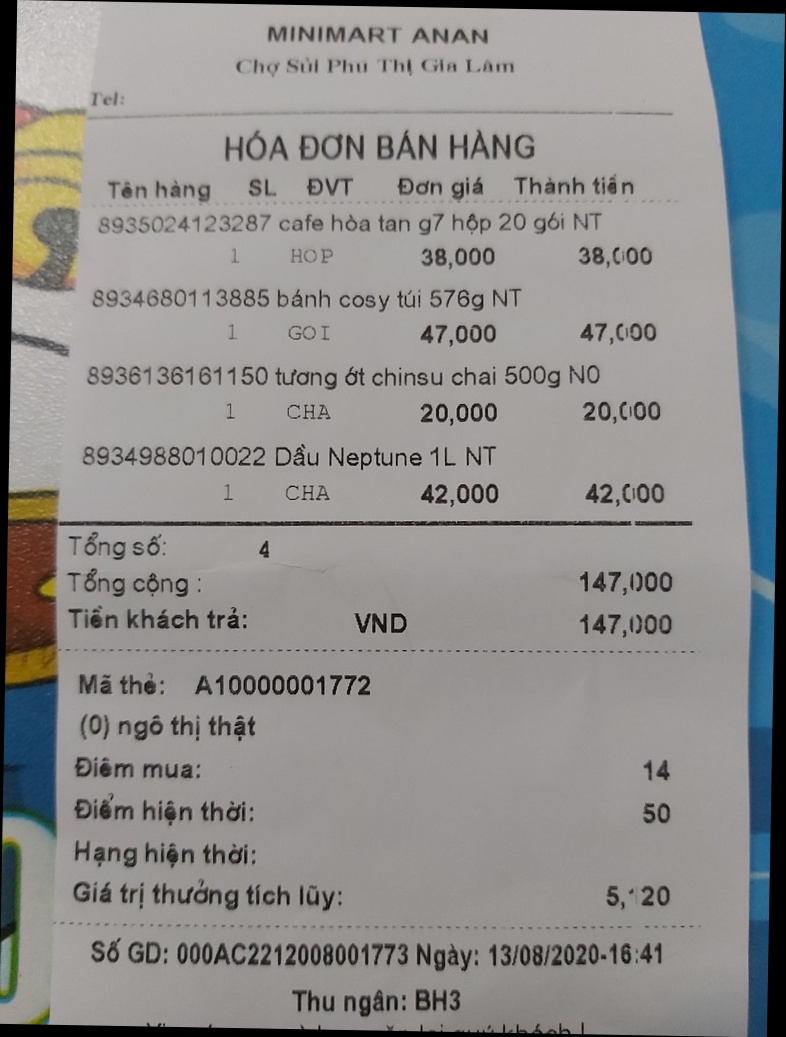 MINIMART ANAN
Chợ Sủi Phú Thị Gia Lâm
Tel:
HÓA ĐƠN BÁN HÀNG
Tên hàng SL ĐVT Đơn giá Thành tiền
8935024123287 cafe hòa tan g7 hộp 20 gói NT
1 HOP 38,000 38,000
8934680113885 bánh cosy túi 576g NT
1 GOI 47,000 47,000
8936136161150 tương ớt chinsu chai 500g NO
1 CHA 20,000 20,000
8934988010022 Dầu Neptune 1L NT
1 CHA 42,000 42,000
Tổng số: 4
Tổng cộng : 147,000
Tiền khách trả: VND 147,000
Mã thẻ: A10000001772
(0) ngô thị thật
Điểm mua: 14
Điểm hiện thời: 50
Hạng hiện thời:
Giá trị thưởng tích lũy:
Số GD: 000AC2212008001773 Ngày: 13/08/2020-16:41
Thu ngân: BH3
lại quý khách !